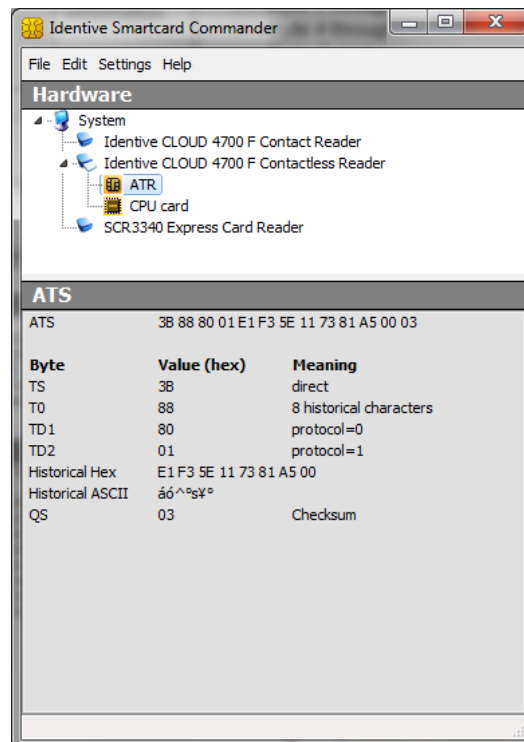 Identive Smartcard Commander
File Edit Settings Help
Hardware
System
Identive CLOUD 4700 F Contact Reader
Identive CLOUD 4700 F Contactless Reader
ATR
CPU card
SCR3340 Express Card Reader
ATS
ATS 3B 88 80 01 E1 F3 5E 11 73 81 A5 00 03
Byte Value (hex) Meaning
TS 3B direct
T0 88 8 historical characters
TD1 80 protocol=0
TD2 01 protocol=1
Historical Hex E1 F3 5E 11 73 81 A5 00
Historical ASCII áó^ºs¥º
QS 03 Checksum